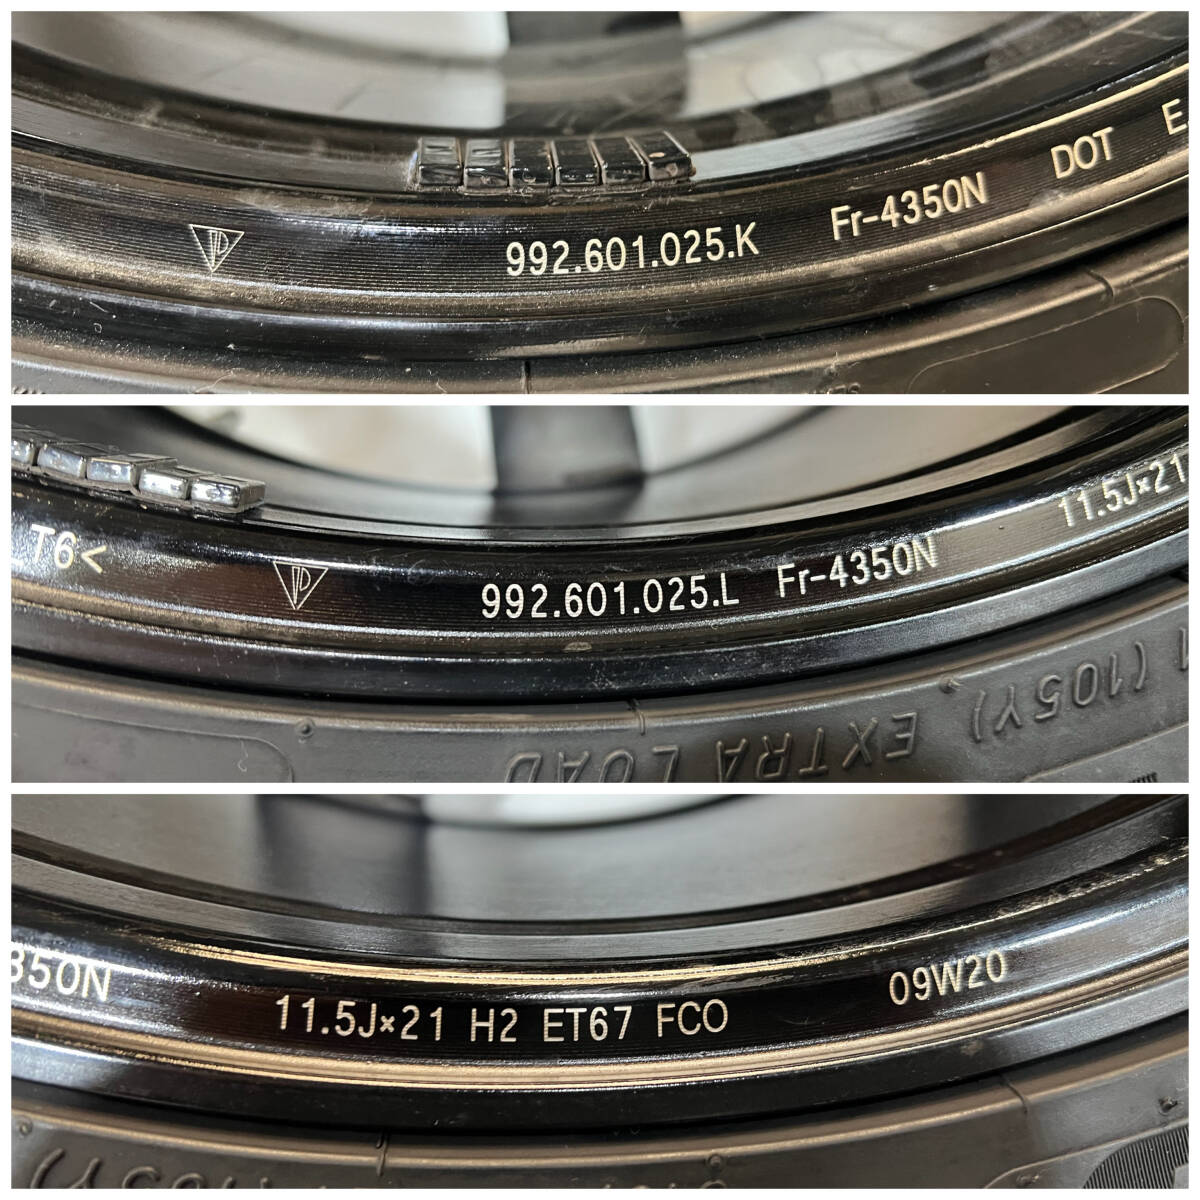 992.601.025.K Fr-4350N DOT E
T6< 992.601.025.L Fr-4350N 11.5J×21
(105Y) EXTRA LOAD
350N 11.5J×21 H2 ET67 FCO 09W20
(105Y)